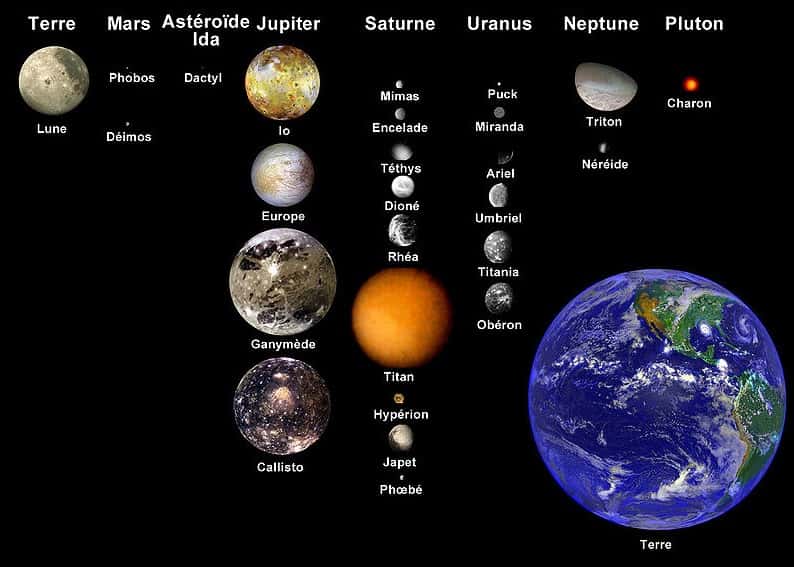 Terre
Mars
Astéroïde
Ida
Jupiter
Saturne
Uranus
Neptune
Pluton
Lune
Phobos
Déimos
Dactyl
Io
Europe
Ganymède
Callisto
Mimas
Encelade
Téthys
Dioné
Rhéa
Titan
Hypérion
Japet
Phœbé
Puck
Miranda
Ariel
Umbriel
Titania
Obéron
Triton
Néréide
Charon
Terre